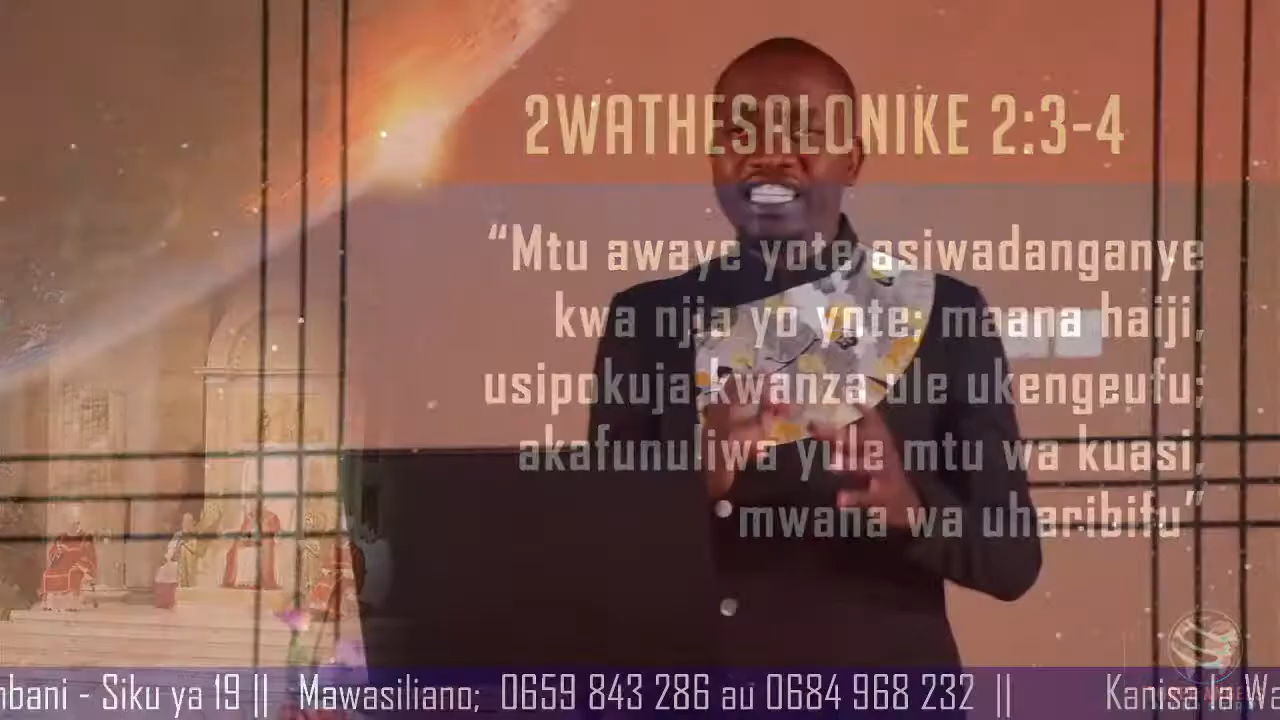 2WATHESALONIKE 2:3-4
“Mtu awaye yote asiwadanganye
kwa njia yo yote; maana haiji,
usipokuja kwanza ule ukengeufu;
akafunuliwa yule mtu wa kuasi,
mwana wa uharibifu”
mbani - Siku ya 19 || Mawasiliano; 0659 843 286 au 0684 968 232 || Kanisa la Wa